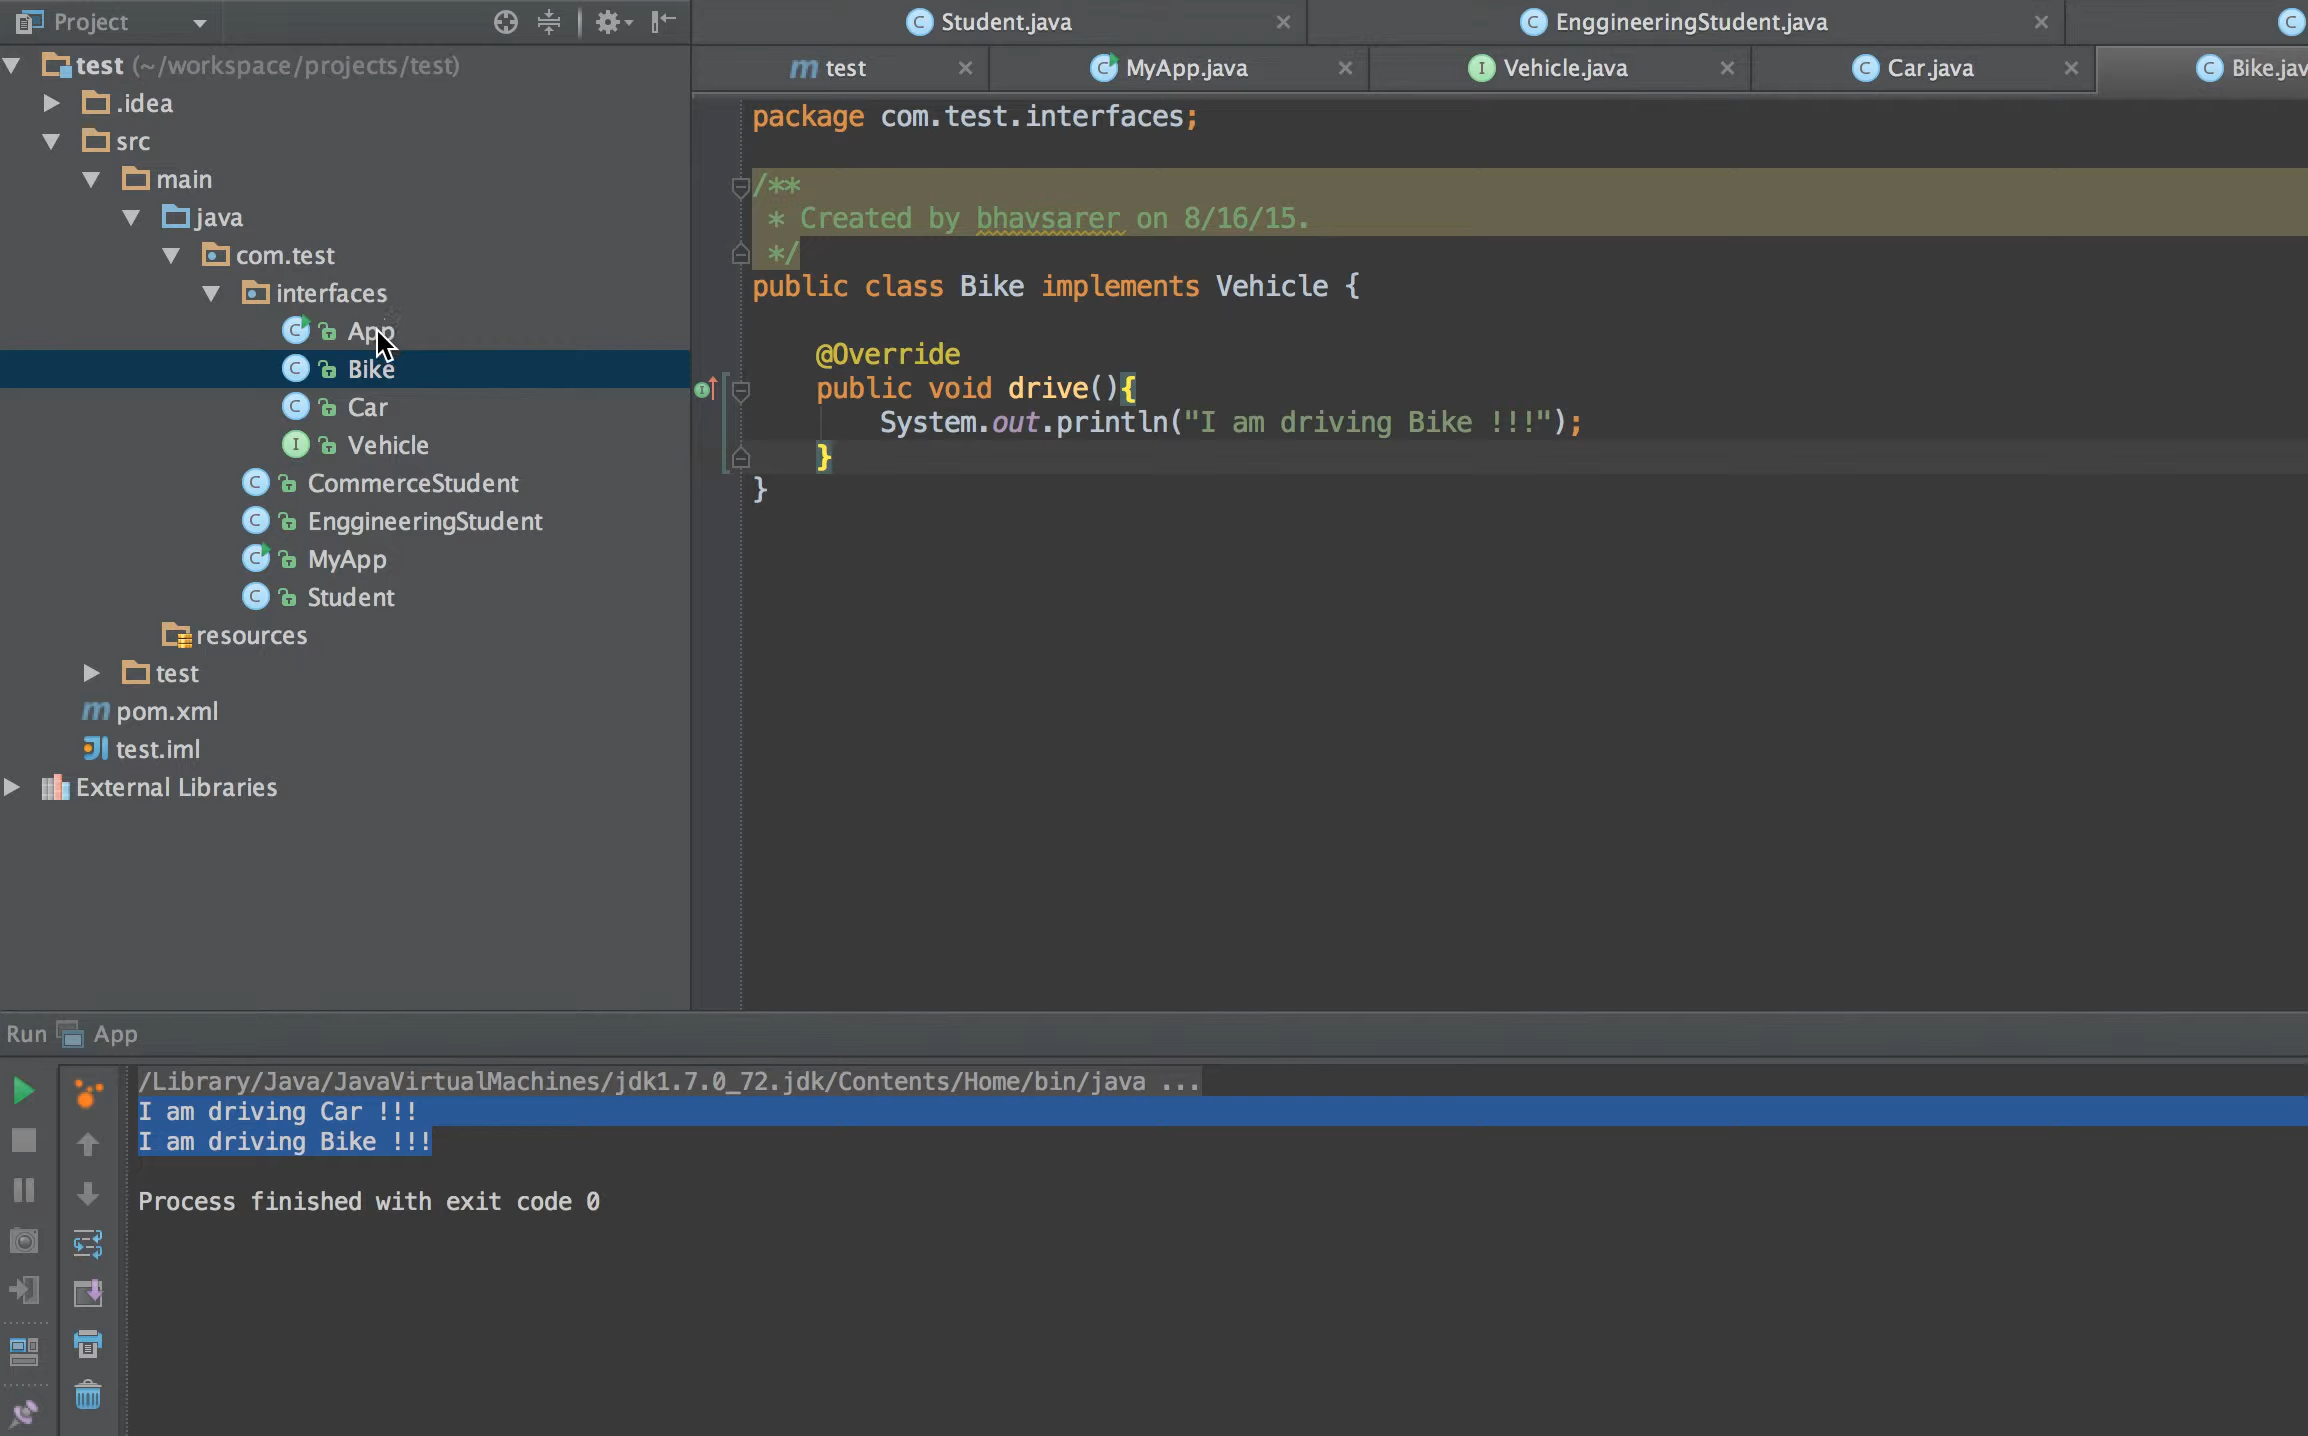 Project
test (~/workspace/projects/test)
.idea
src
main
java
com.test
interfaces
App
Bike
Car
Vehicle
CommerceStudent
EnggineeringStudent
MyApp
Student
resources
test
pom.xml
test.iml
External Libraries
Student.java
EnggineeringStudent.java
test
MyApp.java
Vehicle.java
Car.java
Bike.jav
package com.test.interfaces;
/**
* Created by bhavsarer on 8/16/15.
*/
public class Bike implements Vehicle {
@Override
public void drive(){
System.out.println("I am driving Bike !!!");
}
}
Run App
/Library/Java/JavaVirtualMachines/jdk1.7.0_72.jdk/Contents/Home/bin/java ...
I am driving Car !!!
I am driving Bike !!!
Process finished with exit code 0